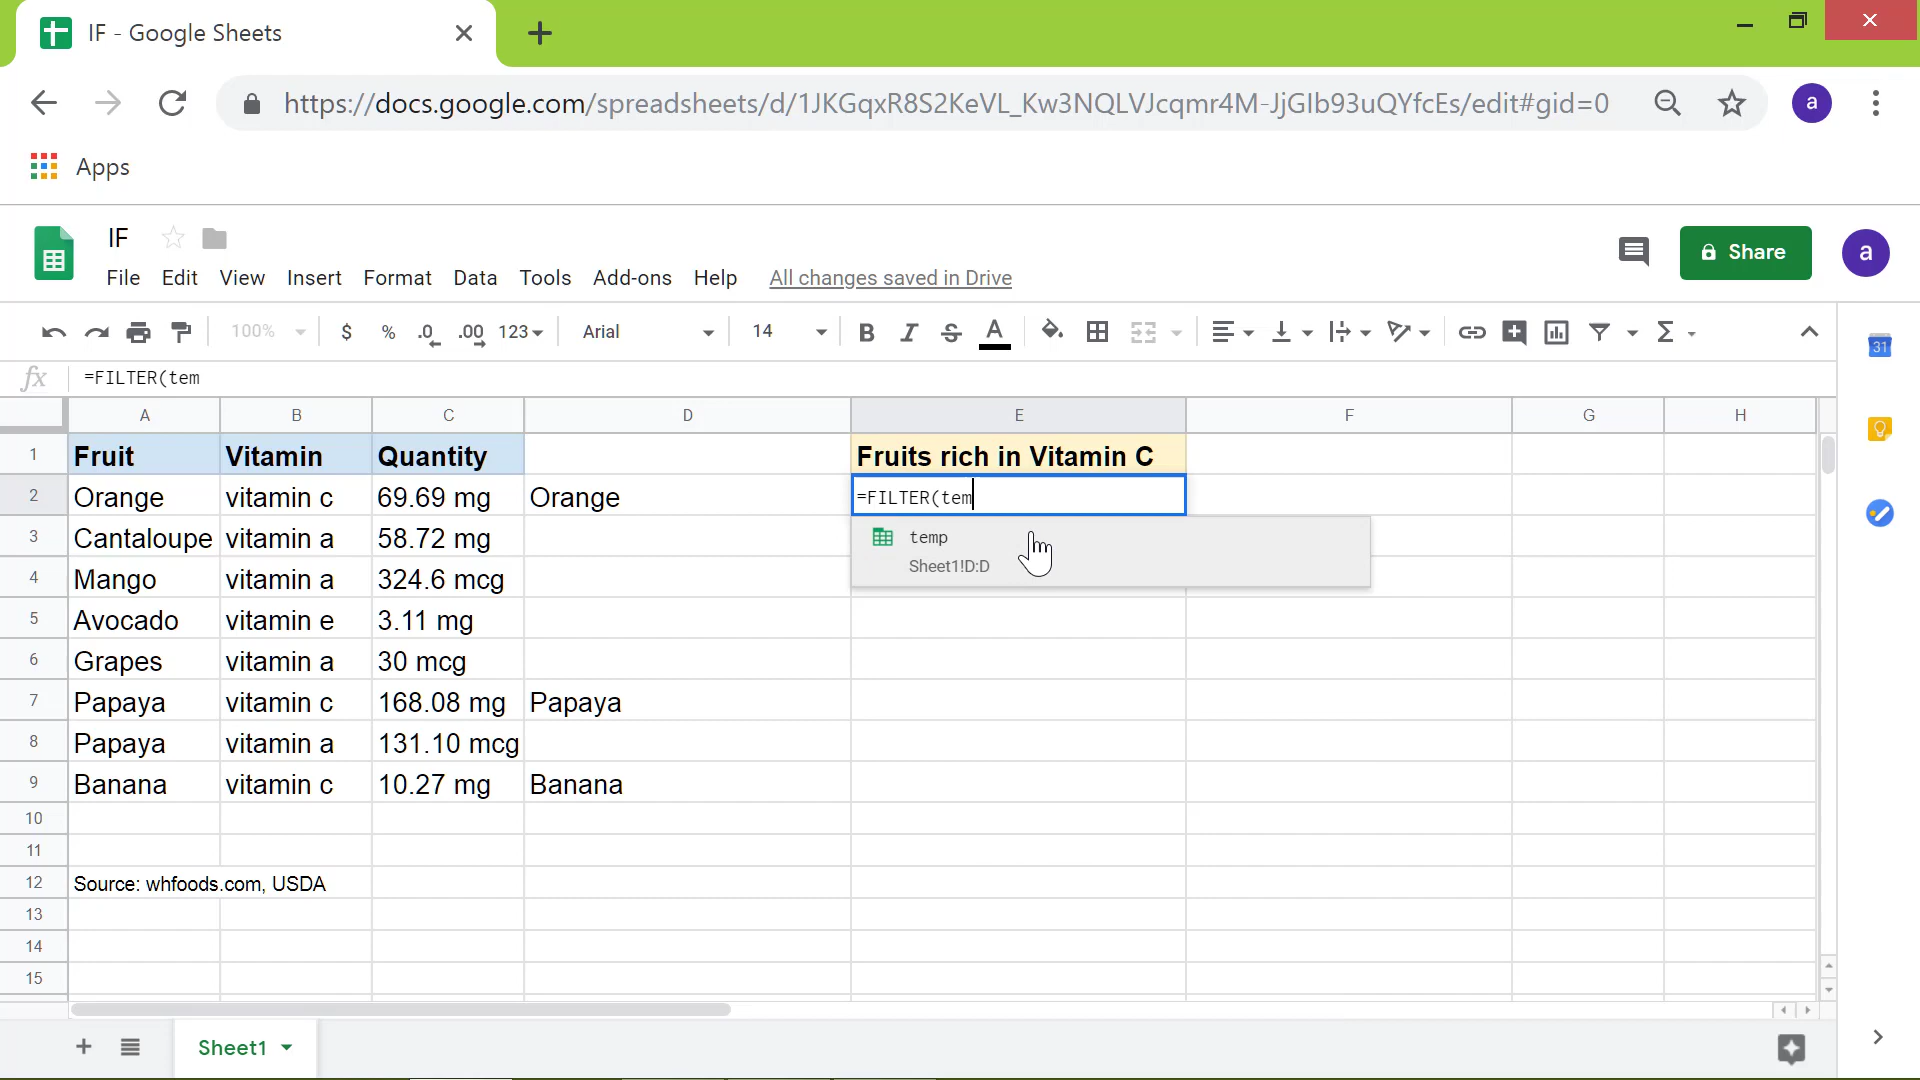 IF - Google Sheets
https://docs.google.com/spreadsheets/d/1JKGqxR8S2KeVL_Kw3NQLVJcqmr4M-JjGIb93uQYfcEs/edit#gid=0
a
Apps
IF
File Edit View Insert Format Data Tools Add-ons Help All changes saved in Drive
Share
a
100% $ % .0 .00 123 Arial 14 B I S A Σ
31
fx =FILTER(tem
A B C D E F G H
1 Fruit Vitamin Quantity Fruits rich in Vitamin C
2 Orange vitamin c 69.69 mg Orange =FILTER(tem
3 Cantaloupe vitamin a 58.72 mg
temp
Sheet1!D:D
4 Mango vitamin a 324.6 mcg
5 Avocado vitamin e 3.11 mg
6 Grapes vitamin a 30 mcg
7 Papaya vitamin c 168.08 mg Papaya
8 Papaya vitamin a 131.10 mcg
9 Banana vitamin c 10.27 mg Banana
10
11
12 Source: whfoods.com, USDA
13
14
15
Sheet1